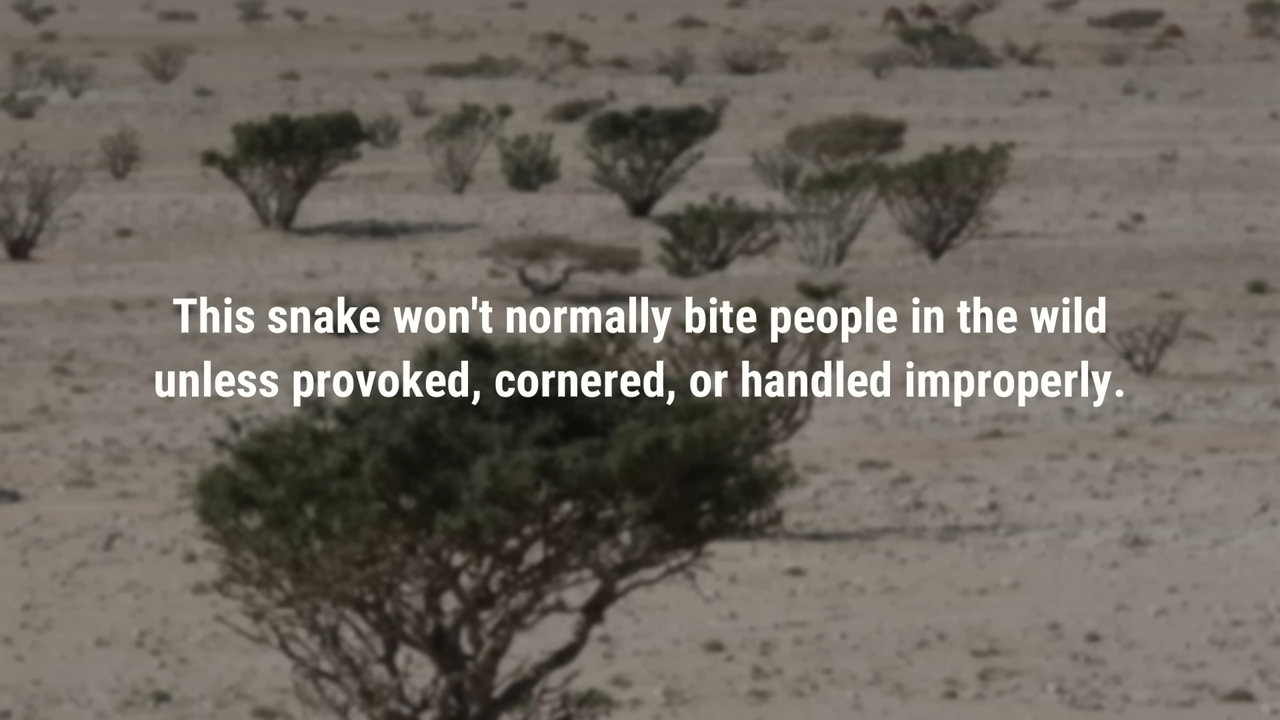 This snake won't normally bite people in the wild
unless provoked, cornered, or handled improperly.